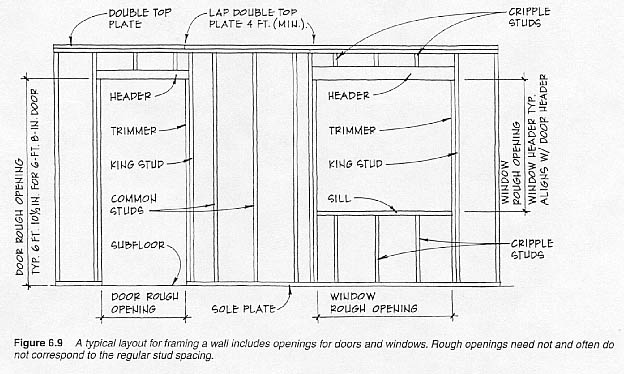 DOUBLE TOP
PLATE
LAP DOUBLE TOP
PLATE 4 FT. (MIN.)
CRIPPLE
STUDS
HEADER
HEADER
TRIMMER
TRIMMER
KING STUD
KING STUD
COMMON
STUDS
SILL
SUBFLOOR
CRIPPLE
STUDS
DOOR ROUGH OPENING
TYP. 6 FT. 10½ IN. FOR 6-FT. 8-IN. DOOR
WINDOW
ROUGH OPENING
WINDOW HEADER TYP.
ALIGNS W/ DOOR HEADER
DOOR ROUGH
OPENING
SOLE PLATE
WINDOW
ROUGH OPENING
Figure 6.9 A typical layout for framing a wall includes openings for doors and windows. Rough openings need not and often do
not correspond to the regular stud spacing.